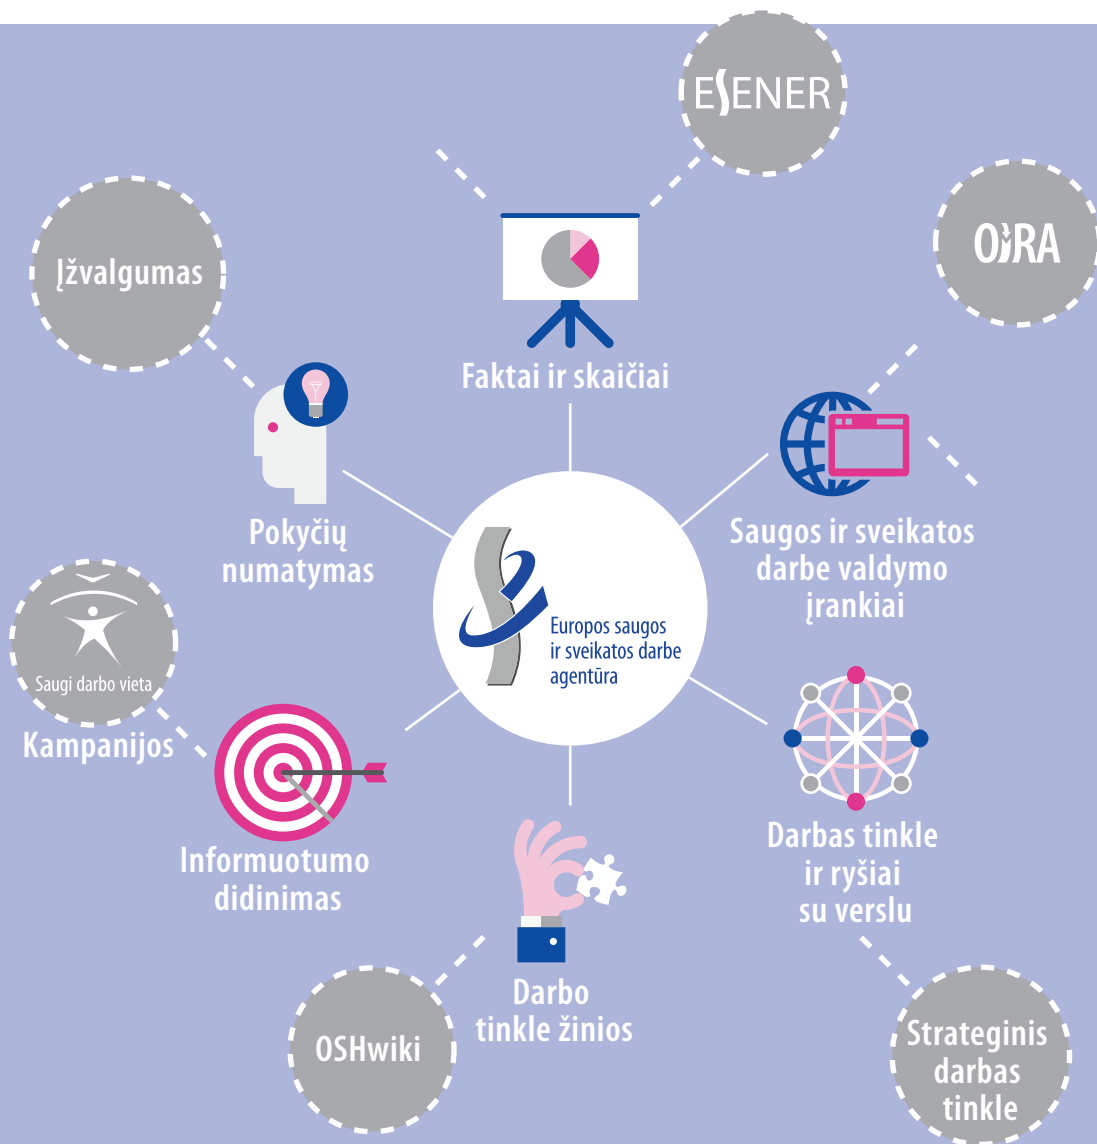 ESENER
OiRA
Įžvalgumas
Faktai ir skaičiai
Pokyčių
numatymas
Saugos ir sveikatos
darbe valdymo
įrankiai
Europos saugos
ir sveikatos darbe
agentūra
Saugi darbo vieta
Kampanijos
Informuotumo
didinimas
Darbas tinkle
ir ryšiai
su verslu
Darbo
tinkle žinios
OSHwiki
Strateginis
darbas
tinkle